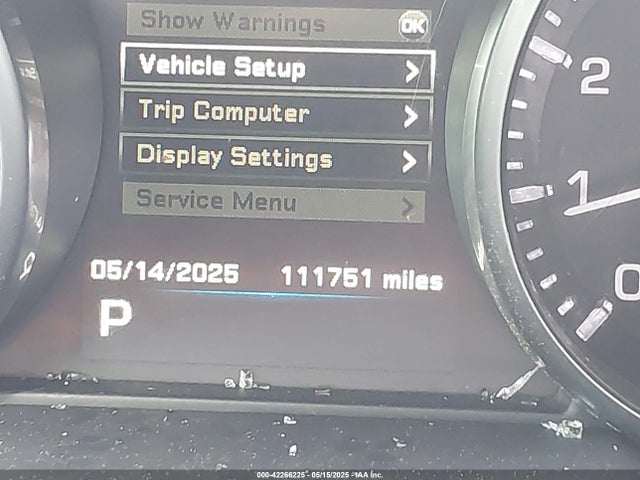 Show Warnings OK
Vehicle Setup >
Trip Computer >
Display Settings >
Service Menu >
05/14/2025 111751 miles
P
2
1
0
000-42266225 - 05/15/2025 - IAA Inc.